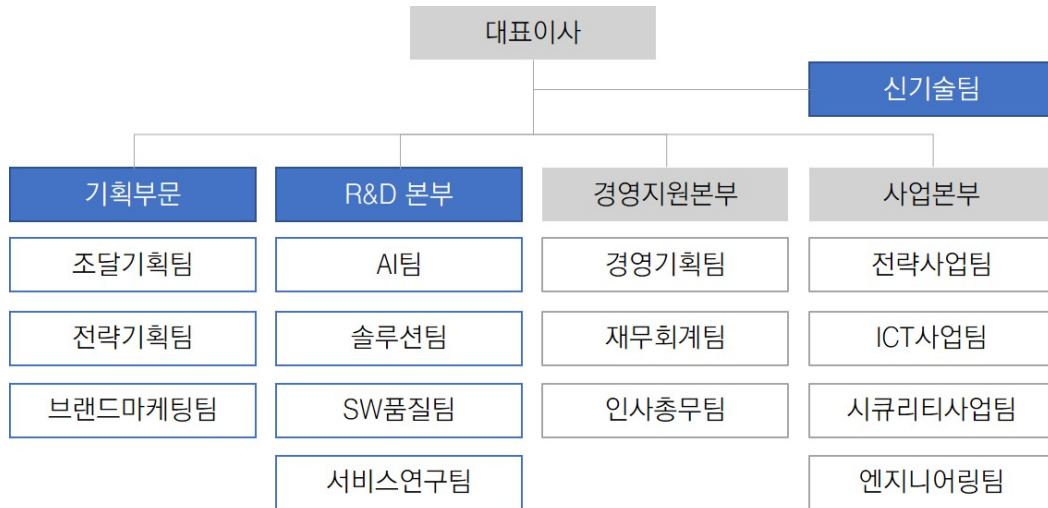 대표이사
신기술팀
기획부문
R&D 본부
경영지원본부
사업본부
조달기획팀
AI팀
경영기획팀
전략사업팀
전략기획팀
솔루션팀
재무회계팀
ICT사업팀
브랜드마케팅팀
SW품질팀
인사총무팀
시큐리티사업팀
서비스연구팀
엔지니어링팀